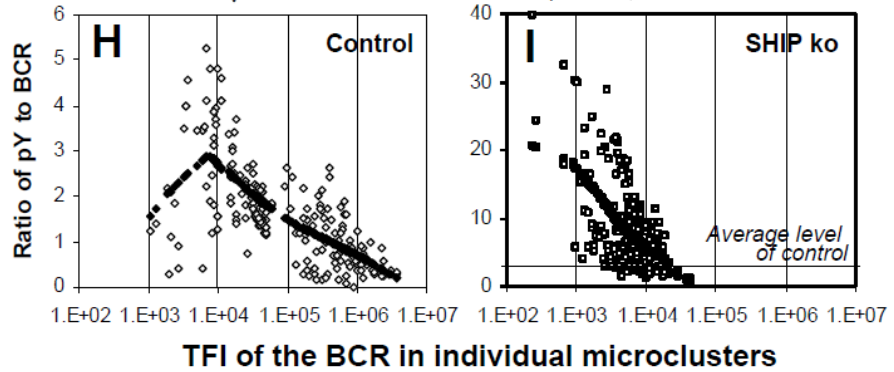 H
Control
Ratio of pY to BCR
6
5
4
3
2
1
0
1.E+02 1.E+03 1.E+04 1.E+05 1.E+06 1.E+07
I
SHIP ko
40
30
20
10
0
Average level
of control
1.E+02 1.E+03 1.E+04 1.E+05 1.E+06 1.E+07
TFI of the BCR in individual microclusters